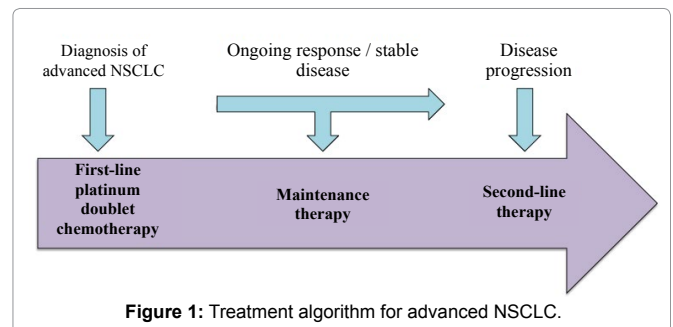 Diagnosis of
advanced NSCLC
Ongoing response / stable
disease
Disease
progression
First-line
platinum
doublet
chemotherapy
Maintenance
therapy
Second-line
therapy
Figure 1: Treatment algorithm for advanced NSCLC.